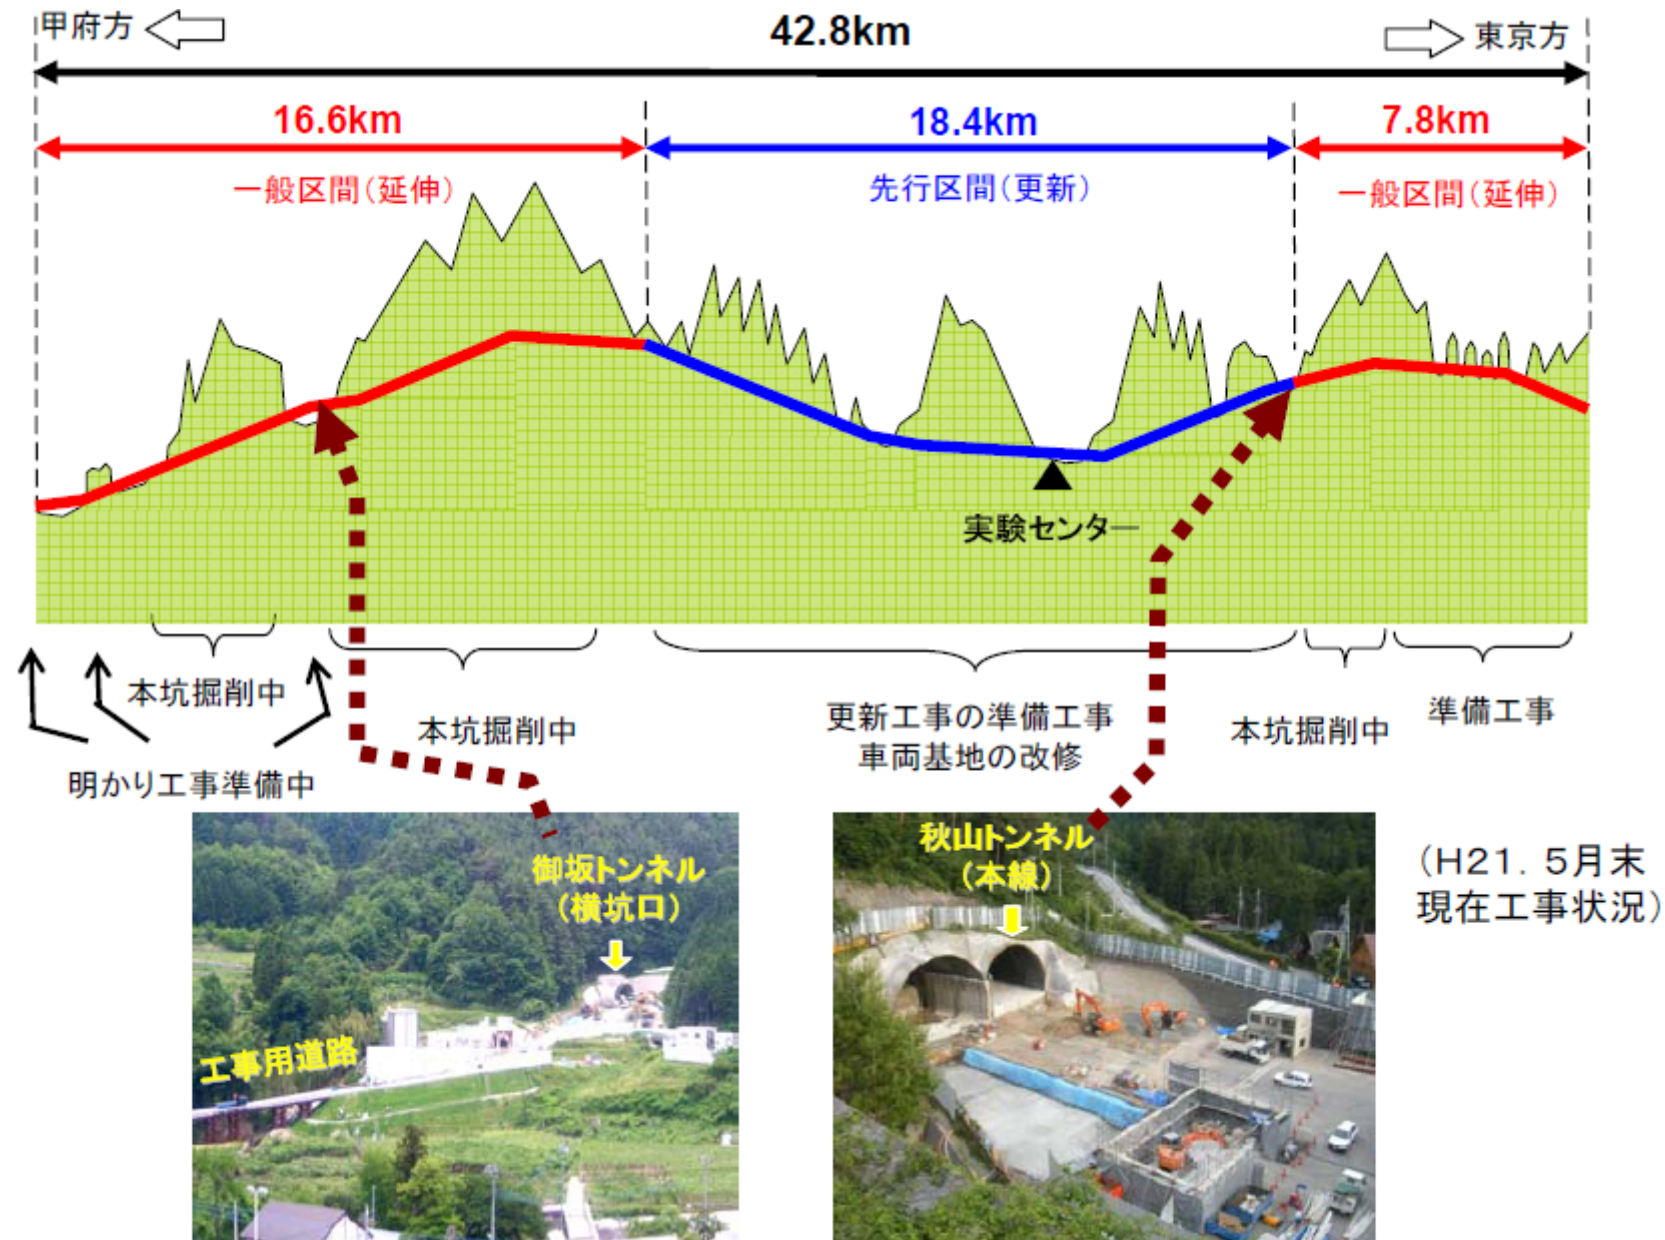 甲府方
42.8km
東京方
16.6km
18.4km
7.8km
一般区間(延伸)
先行区間(更新)
一般区間(延伸)
実験センター
本坑掘削中
本坑掘削中
更新工事の準備工事
車両基地の改修
本坑掘削中
準備工事
明かり工事準備中
御坂トンネル
(横坑口)
工事用道路
秋山トンネル
(本線)
(H21.5月末
現在工事状況)